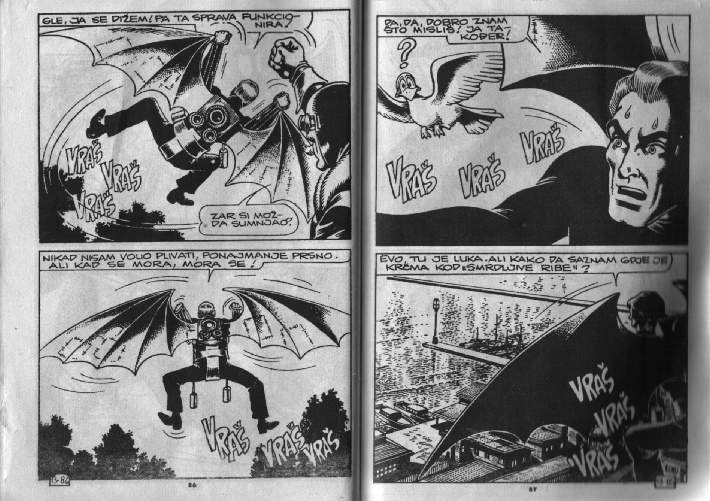 GLE, JA SE DIŽEM! PA TA SPRAVA FUNKCIO-
NIRA!
VRAŠ
VRAŠ
VRAŠ
ZAR SI MOŽ-
DA SUMNJAO?
NIKAD NISAM VOLIO PLIVATI, PONAJMANJE PRSNO.
ALI KAD SE MORA, MORA SE!
VRAŠ
VRAŠ
VRAŠ
86
DA, DA, DOBRO ZNAM
ŠTO MISLIŠ! JA TA-
KOĐER!
?
VRAŠ
VRAŠ
VRAŠ
EVO, TU JE LUKA. ALI KAKO DA SAZNAM GDJE JE
KRČMA KOD »SMRDLJIVE RIBE«?
VRAŠ
VRAŠ
VRAŠ
87